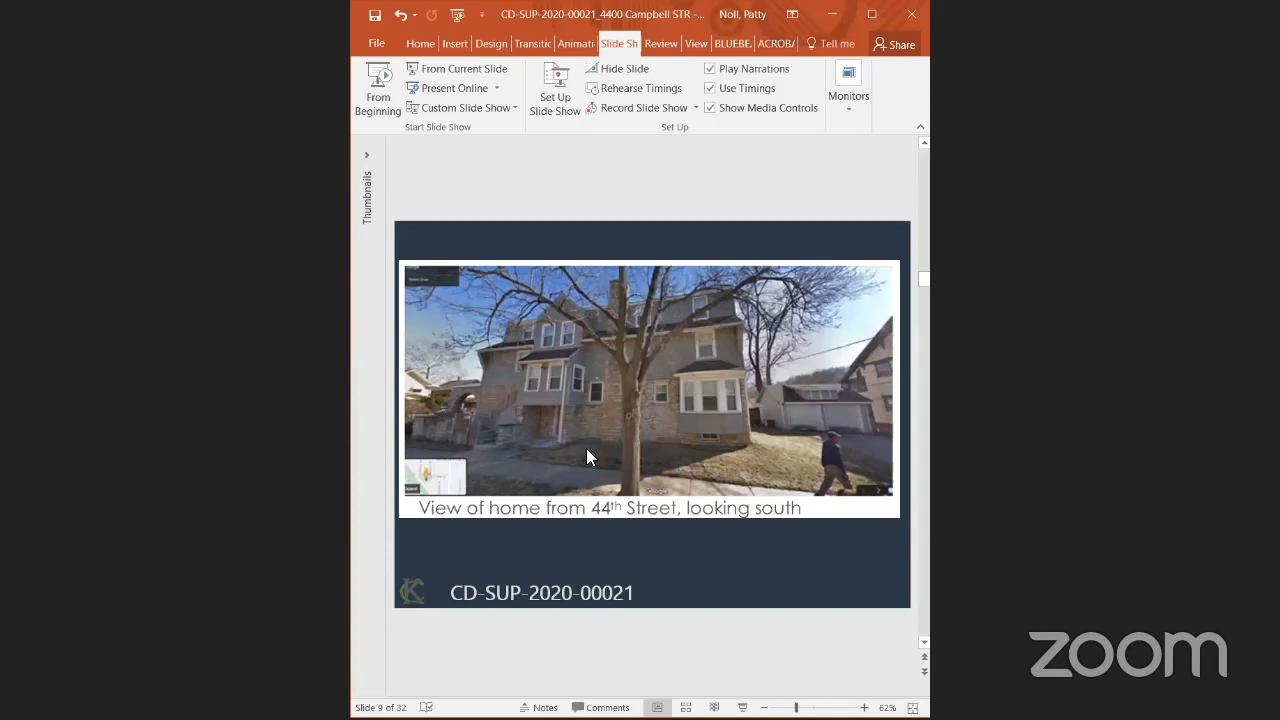 CD-SUP-2020-00021_4400 Campbell STR -... Noll, Patty
File Home Insert Design Transitic Animati Slide Sh Review View BLUEBE ACROBA Tell me Share
From Beginning
From Current Slide
Present Online
Custom Slide Show
Start Slide Show
Set Up Slide Show
Hide Slide
Rehearse Timings
Record Slide Show
Play Narrations
Use Timings
Show Media Controls
Set Up
Monitors
Thumbnails
View of home from 44th Street, looking south
KC CD-SUP-2020-00021
zoom
Slide 9 of 32 Notes Comments 62%